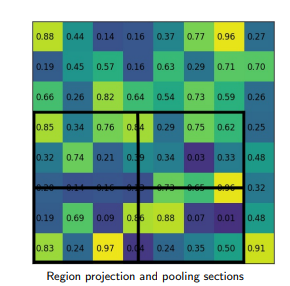 0.88 0.44 0.14 0.16 0.37 0.77 0.96 0.27
0.19 0.45 0.57 0.16 0.63 0.29 0.71 0.70
0.66 0.26 0.82 0.64 0.54 0.73 0.59 0.26
0.85 0.34 0.76 0.84 0.29 0.75 0.62 0.25
0.32 0.74 0.21 0.39 0.34 0.03 0.33 0.48
0.20 0.14 0.16 0.13 0.73 0.65 0.96 0.32
0.19 0.69 0.09 0.86 0.88 0.07 0.01 0.48
0.83 0.24 0.97 0.04 0.24 0.35 0.50 0.91
Region projection and pooling sections